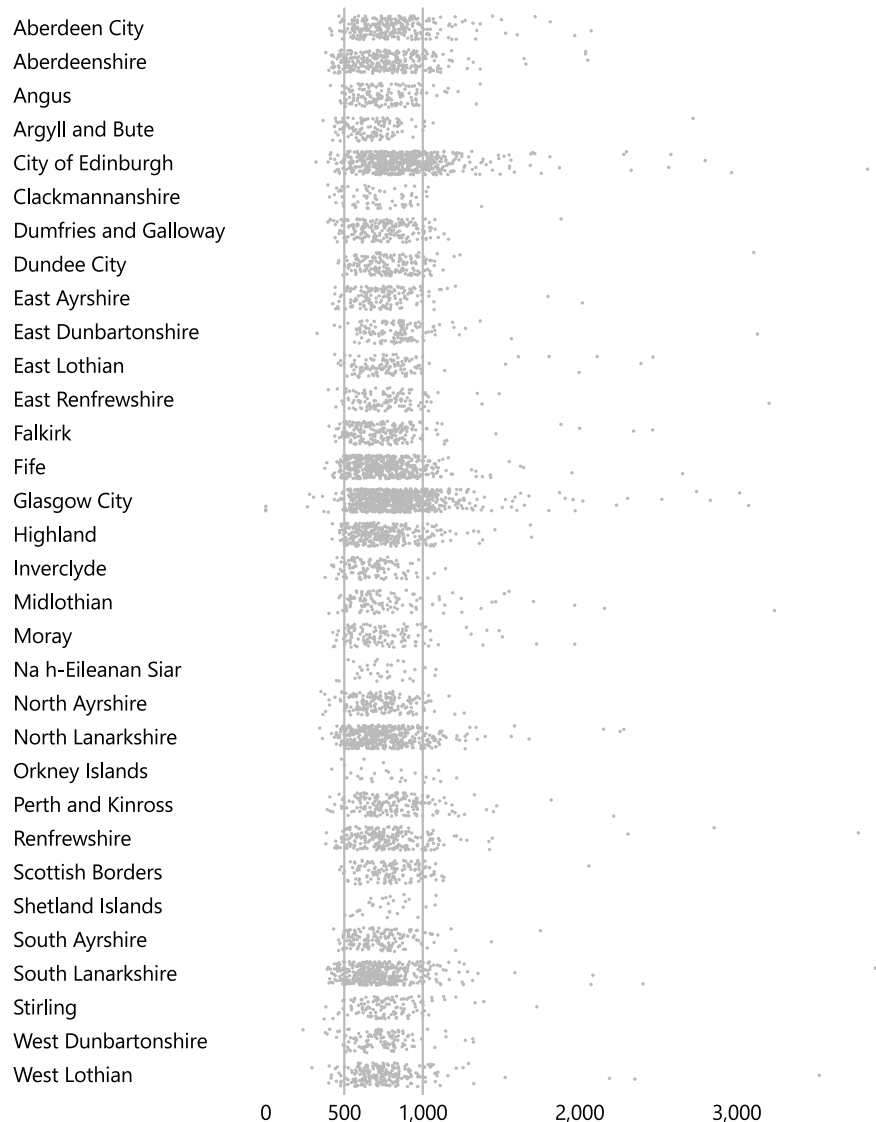 Aberdeen City
Aberdeenshire
Angus
Argyll and Bute
City of Edinburgh
Clackmannanshire
Dumfries and Galloway
Dundee City
East Ayrshire
East Dunbartonshire
East Lothian
East Renfrewshire
Falkirk
Fife
Glasgow City
Highland
Inverclyde
Midlothian
Moray
Na h-Eileanan Siar
North Ayrshire
North Lanarkshire
Orkney Islands
Perth and Kinross
Renfrewshire
Scottish Borders
Shetland Islands
South Ayrshire
South Lanarkshire
Stirling
West Dunbartonshire
West Lothian
0 500 1,000 2,000 3,000